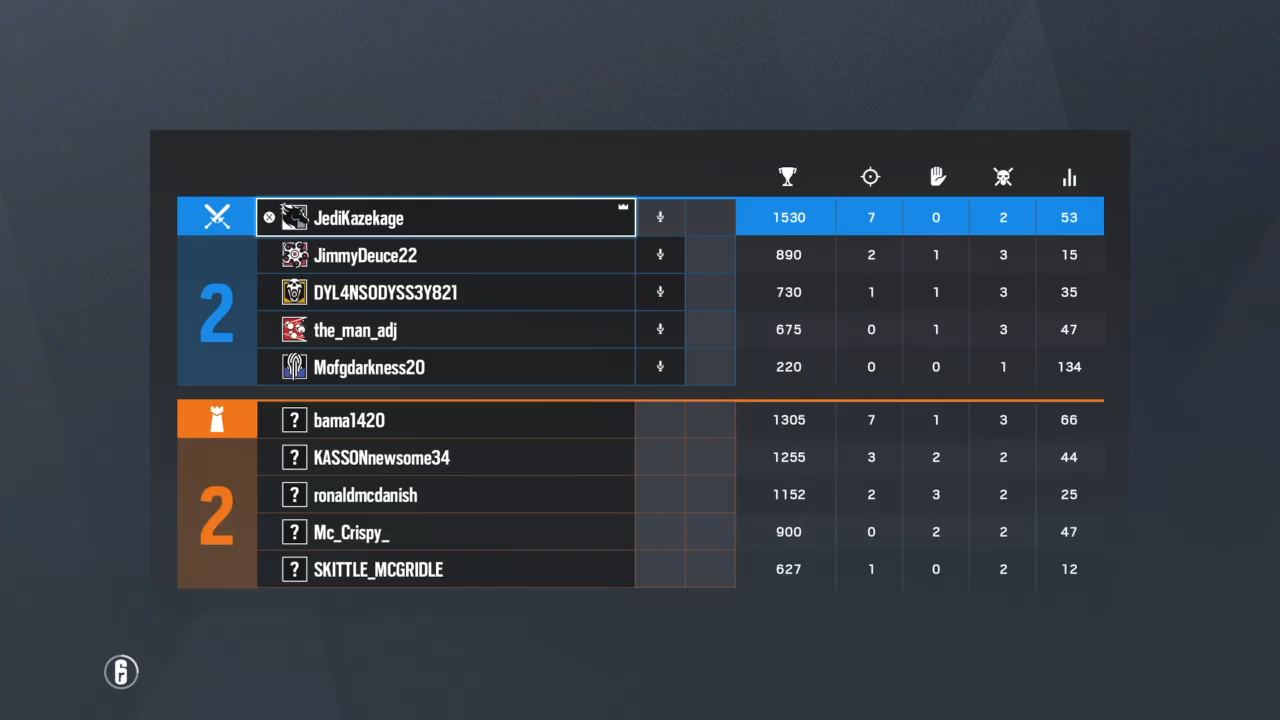 JediKazekage 1530 7 0 2 53
JimmyDeuce22 890 2 1 3 15
2 DYL4NSODYSS3Y821 730 1 1 3 35
the_man_adj 675 0 1 3 47
Mofgdarkness20 220 0 0 1 134
? bama1420 1305 7 1 3 66
? KASSONnewsome34 1255 3 2 2 44
2 ? ronaldmcdanish 1152 2 3 2 25
? Mc_Crispy_ 900 0 2 2 47
? SKITTLE_MCGRIDLE 627 1 0 2 12
6